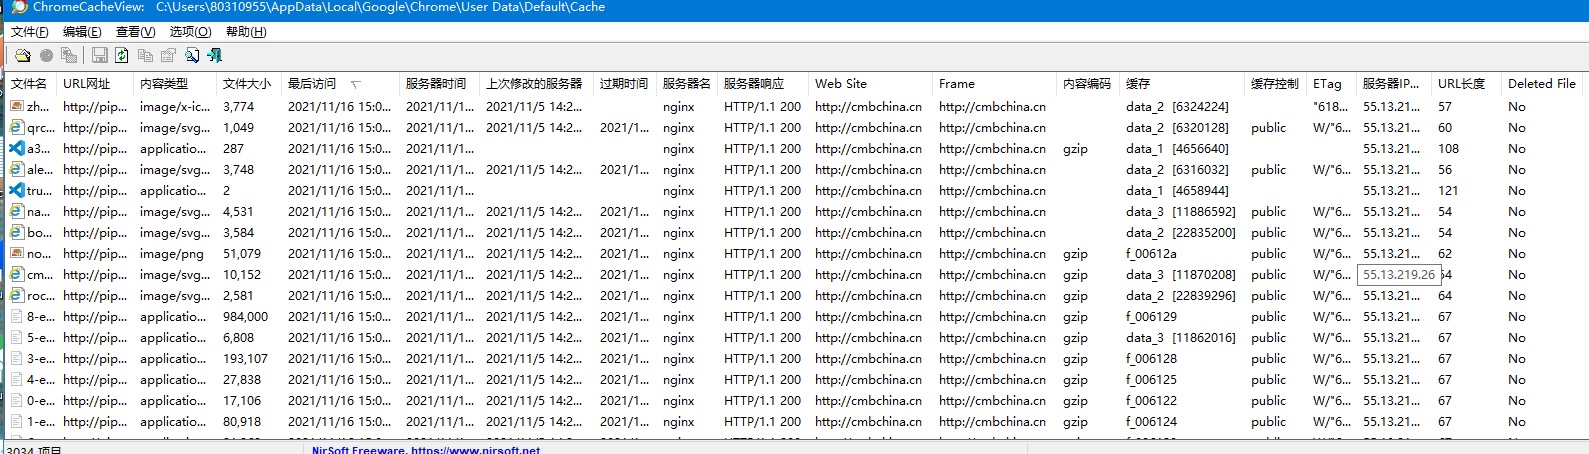 ChromeCacheView: C:\Users\80310955\AppData\Local\Google\Chrome\User Data\Default\Cache
文件(F) 编辑(E) 查看(V) 选项(O) 帮助(H)
文件名 URL网址 内容类型 文件大小 最后访问 服务器时间 上次修改的服务器 过期时间 服务器名 服务器响应 Web Site Frame 内容编码 缓存 缓存控制 ETag 服务器IP... URL长度 Deleted File
zh... http://pip... image/x-ic... 3,774 2021/11/16 15:0... 2021/11/1... 2021/11/5 14:2... nginx HTTP/1.1 200 http://cmbchina.cn http://cmbchina.cn data_2 [6324224] "618... 55.13.21... 57 No
qrc... http://pip... image/svg... 1,049 2021/11/16 15:0... 2021/11/1... 2021/11/5 14:2... 2021/1... nginx HTTP/1.1 200 http://cmbchina.cn http://cmbchina.cn data_2 [6320128] public W/"6... 55.13.21... 60 No
a3... http://pip... applicatio... 287 2021/11/16 15:0... 2021/11/1... nginx HTTP/1.1 200 http://cmbchina.cn http://cmbchina.cn gzip data_1 [4656640] 55.13.21... 108 No
ale... http://pip... image/svg... 3,748 2021/11/16 15:0... 2021/11/1... 2021/11/5 14:2... 2021/1... nginx HTTP/1.1 200 http://cmbchina.cn http://cmbchina.cn data_2 [6316032] public W/"6... 55.13.21... 56 No
tru... http://pip... applicatio... 2 2021/11/16 15:0... 2021/11/1... nginx HTTP/1.1 200 http://cmbchina.cn http://cmbchina.cn data_1 [4658944] 55.13.21... 121 No
na... http://pip... image/svg... 4,531 2021/11/16 15:0... 2021/11/1... 2021/11/5 14:2... 2021/1... nginx HTTP/1.1 200 http://cmbchina.cn http://cmbchina.cn data_3 [11886592] public W/"6... 55.13.21... 54 No
bo... http://pip... image/svg... 3,584 2021/11/16 15:0... 2021/11/1... 2021/11/5 14:2... 2021/1... nginx HTTP/1.1 200 http://cmbchina.cn http://cmbchina.cn data_2 [22835200] public W/"6... 55.13.21... 54 No
no... http://pip... image/png 51,079 2021/11/16 15:0... 2021/11/1... 2021/11/5 14:2... 2021/1... nginx HTTP/1.1 200 http://cmbchina.cn http://cmbchina.cn gzip f_00612a public W/"6... 55.13.21... 62 No
cm... http://pip... image/svg... 10,152 2021/11/16 15:0... 2021/11/1... 2021/11/5 14:2... 2021/1... nginx HTTP/1.1 200 http://cmbchina.cn http://cmbchina.cn gzip data_3 [11870208] public W/"6... 55.13.219.26 54 No
roc... http://pip... image/svg... 2,581 2021/11/16 15:0... 2021/11/1... 2021/11/5 14:2... 2021/1... nginx HTTP/1.1 200 http://cmbchina.cn http://cmbchina.cn gzip data_2 [22839296] public W/"6... 55.13.21... 64 No
8-e... http://pip... applicatio... 984,000 2021/11/16 15:0... 2021/11/1... 2021/11/5 14:2... 2021/1... nginx HTTP/1.1 200 http://cmbchina.cn http://cmbchina.cn gzip f_006129 public W/"6... 55.13.21... 67 No
5-e... http://pip... applicatio... 6,808 2021/11/16 15:0... 2021/11/1... 2021/11/5 14:2... 2021/1... nginx HTTP/1.1 200 http://cmbchina.cn http://cmbchina.cn gzip data_3 [11862016] public W/"6... 55.13.21... 67 No
3-e... http://pip... applicatio... 193,107 2021/11/16 15:0... 2021/11/1... 2021/11/5 14:2... 2021/1... nginx HTTP/1.1 200 http://cmbchina.cn http://cmbchina.cn gzip f_006128 public W/"6... 55.13.21... 67 No
4-e... http://pip... applicatio... 27,838 2021/11/16 15:0... 2021/11/1... 2021/11/5 14:2... 2021/1... nginx HTTP/1.1 200 http://cmbchina.cn http://cmbchina.cn gzip f_006125 public W/"6... 55.13.21... 67 No
0-e... http://pip... applicatio... 17,106 2021/11/16 15:0... 2021/11/1... 2021/11/5 14:2... 2021/1... nginx HTTP/1.1 200 http://cmbchina.cn http://cmbchina.cn gzip f_006122 public W/"6... 55.13.21... 67 No
1-e... http://pip... applicatio... 80,918 2021/11/16 15:0... 2021/11/1... 2021/11/5 14:2... 2021/1... nginx HTTP/1.1 200 http://cmbchina.cn http://cmbchina.cn gzip f_006124 public W/"6... 55.13.21... 67 No
3034 项目 NirSoft Freeware. https://www.nirsoft.net